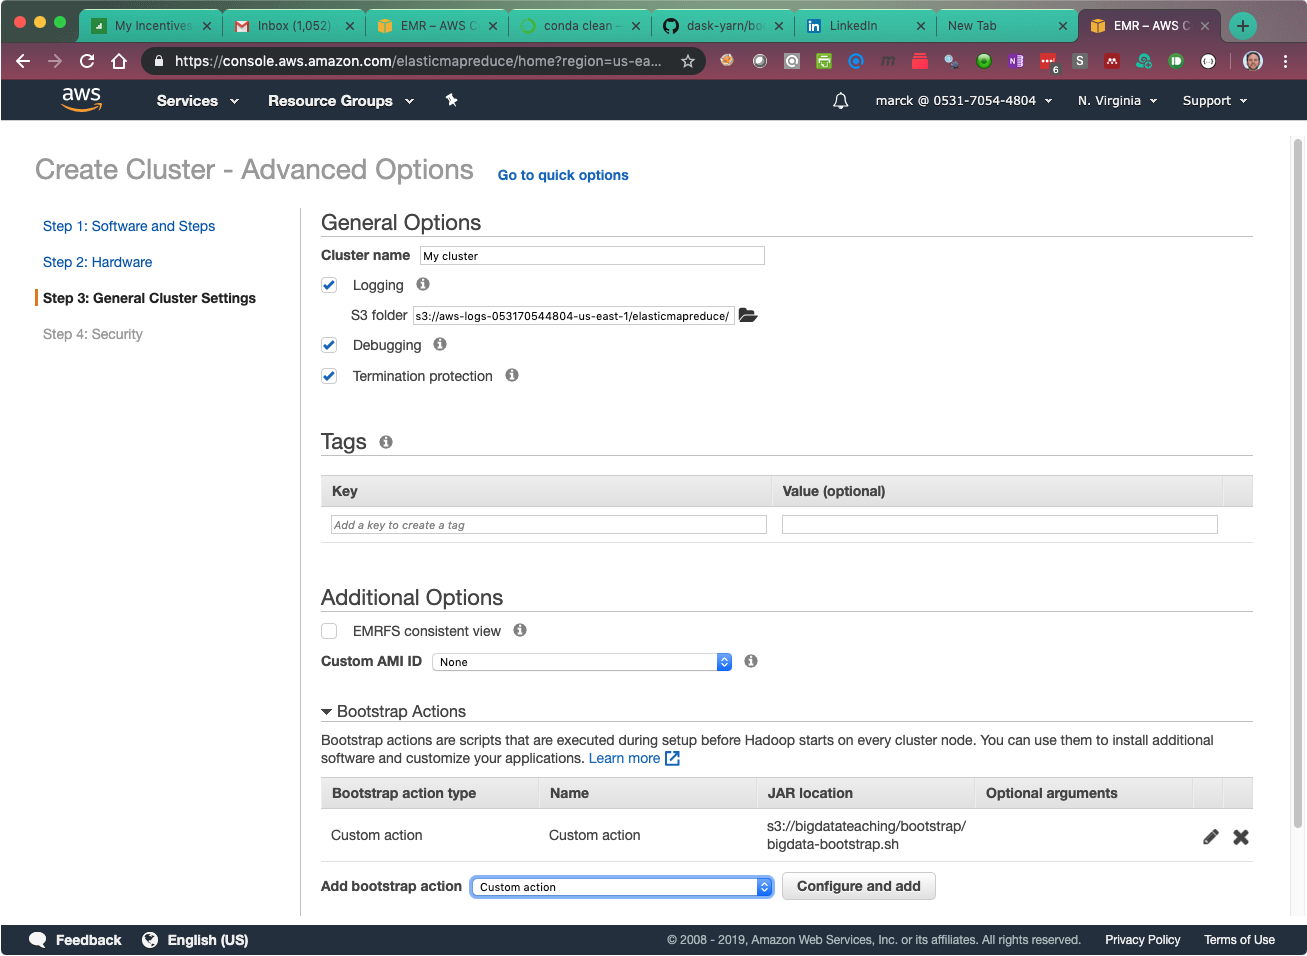 My Incentives
Inbox (1,052)
EMR – AWS C
conda clean –
dask-yarn/boo
LinkedIn
New Tab
EMR – AWS C
https://console.aws.amazon.com/elasticmapreduce/home?region=us-ea...
6
aws
Services
Resource Groups
marck @ 0531-7054-4804
N. Virginia
Support
Create Cluster - Advanced Options
Go to quick options
Step 1: Software and Steps
Step 2: Hardware
Step 3: General Cluster Settings
Step 4: Security
General Options
Cluster name My cluster
Logging
S3 folder s3://aws-logs-053170544804-us-east-1/elasticmapreduce/
Debugging
Termination protection
Tags
Key Value (optional)
Add a key to create a tag
Additional Options
EMRFS consistent view
Custom AMI ID None
Bootstrap Actions
Bootstrap actions are scripts that are executed during setup before Hadoop starts on every cluster node. You can use them to install additional
software and customize your applications. Learn more
Bootstrap action type Name JAR location Optional arguments
Custom action Custom action s3://bigdatateaching/bootstrap/
bigdata-bootstrap.sh
Add bootstrap action Custom action Configure and add
Feedback English (US) © 2008 - 2019, Amazon Web Services, Inc. or its affiliates. All rights reserved. Privacy Policy Terms of Use